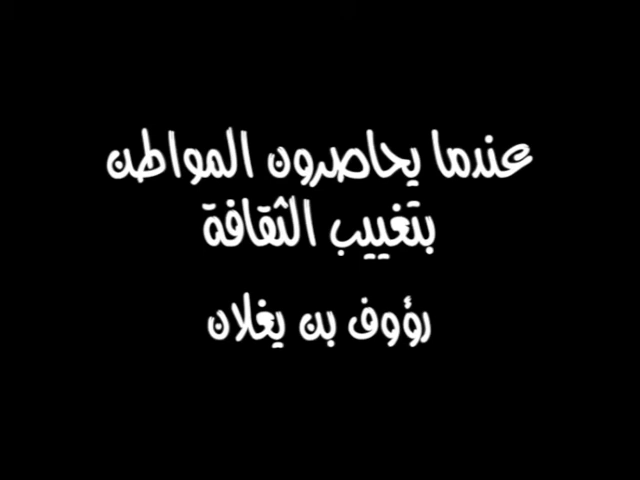 عندما يحاصرون المواطن
بتغييب الثقافة
رؤوف بن يغلان